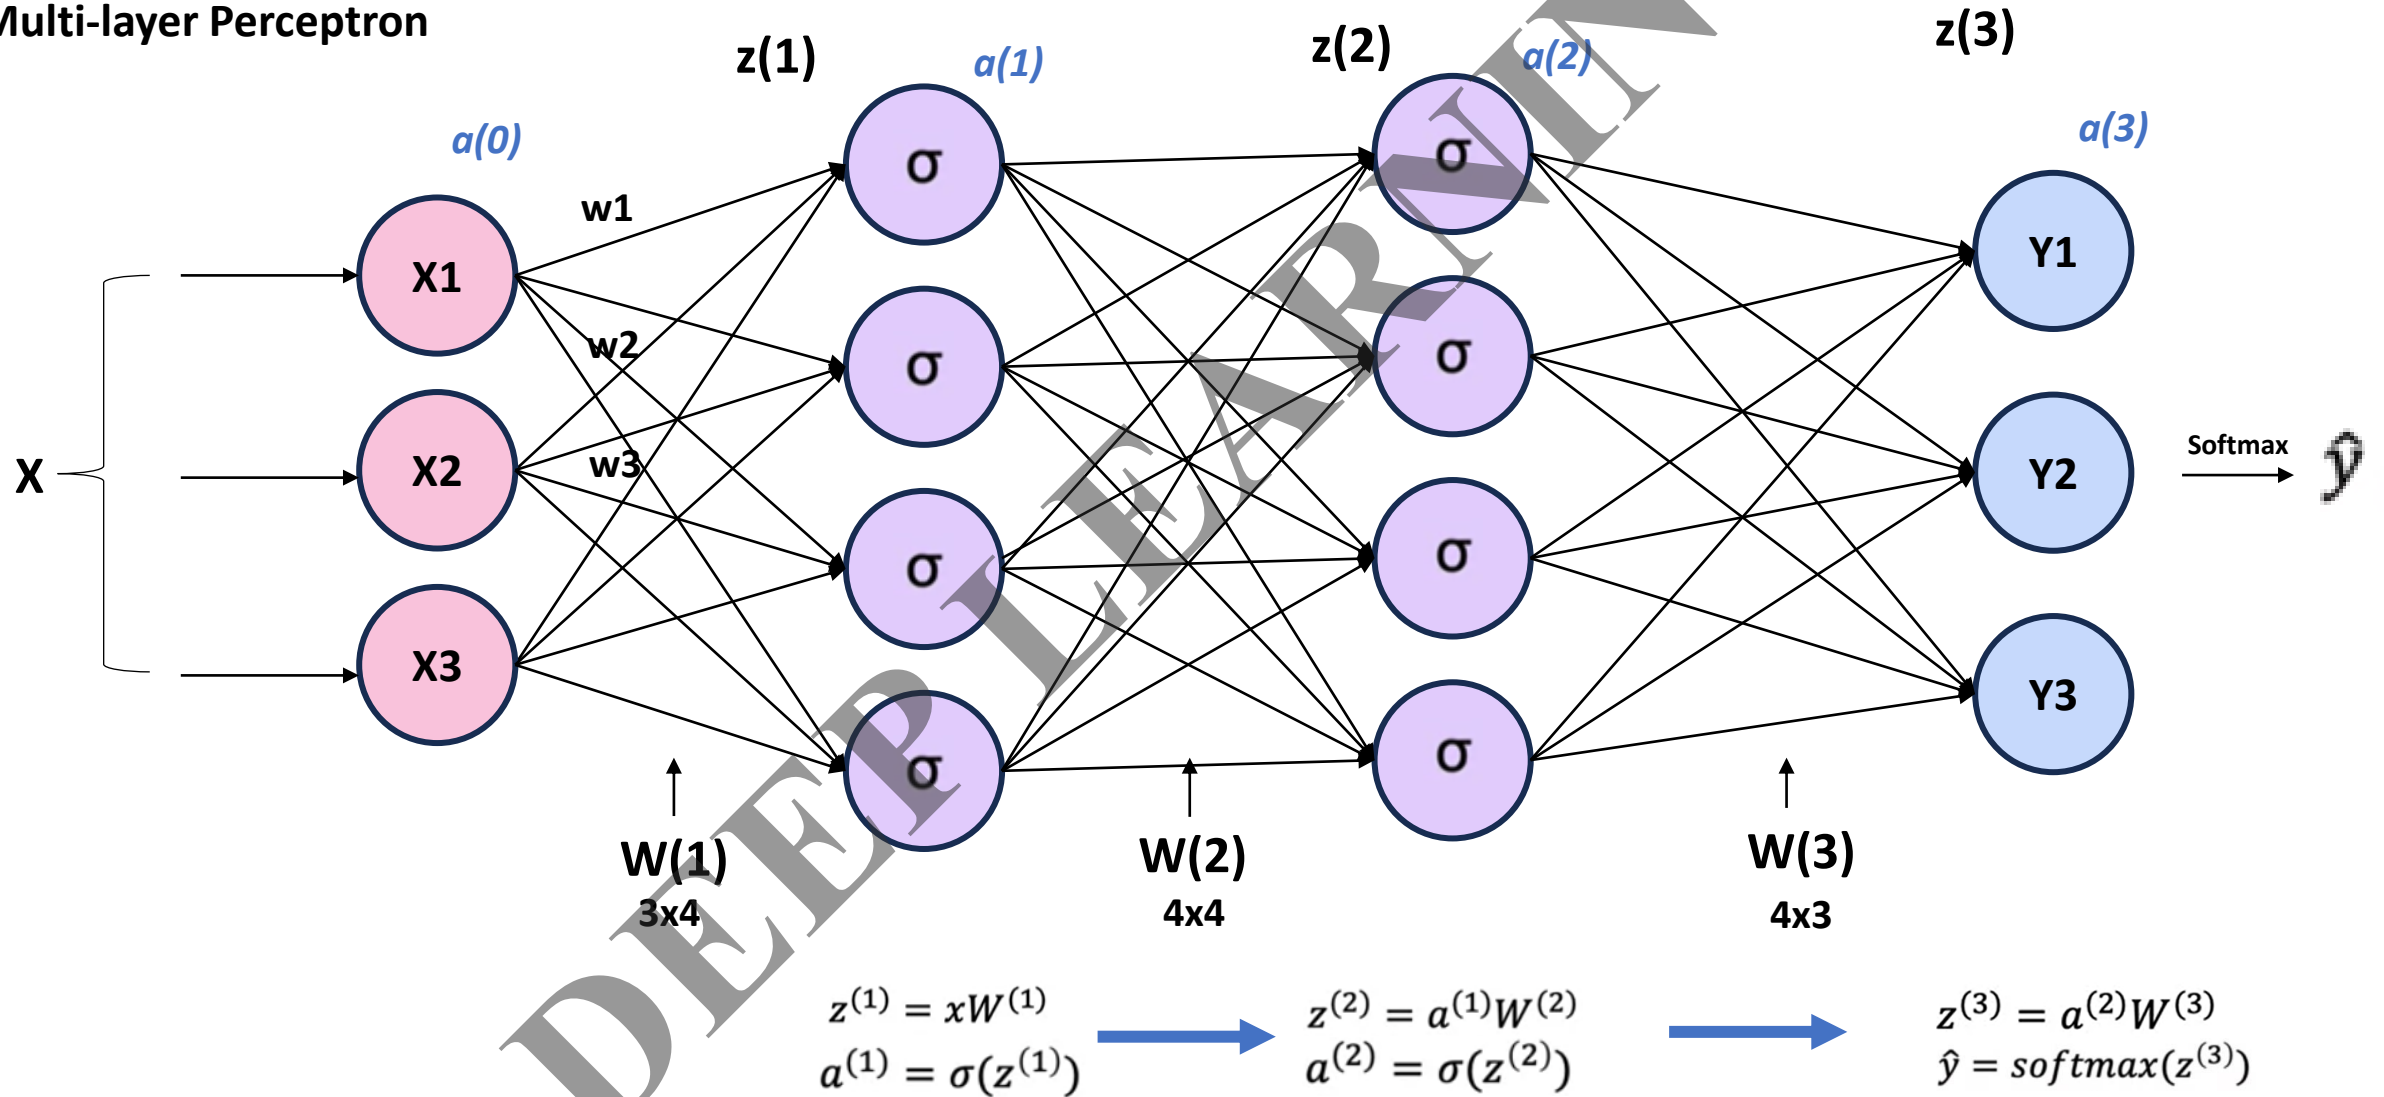 Multi-layer Perceptron
z(1)
a(1)
z(2)
a(2)
z(3)
a(0)
a(3)
w1
w2
w3
X
X1
X2
X3
σ
σ
σ
σ
σ
σ
σ
σ
Y1
Y2
Y3
Softmax
ŷ
W(1)
3x4
W(2)
4x4
W(3)
4x3
z⁽¹⁾ = xW⁽¹⁾
a⁽¹⁾ = σ(z⁽¹⁾)
z⁽²⁾ = a⁽¹⁾W⁽²⁾
a⁽²⁾ = σ(z⁽²⁾)
z⁽³⁾ = a⁽²⁾W⁽³⁾
ŷ = softmax(z⁽³⁾)
DEEP LEARNIN